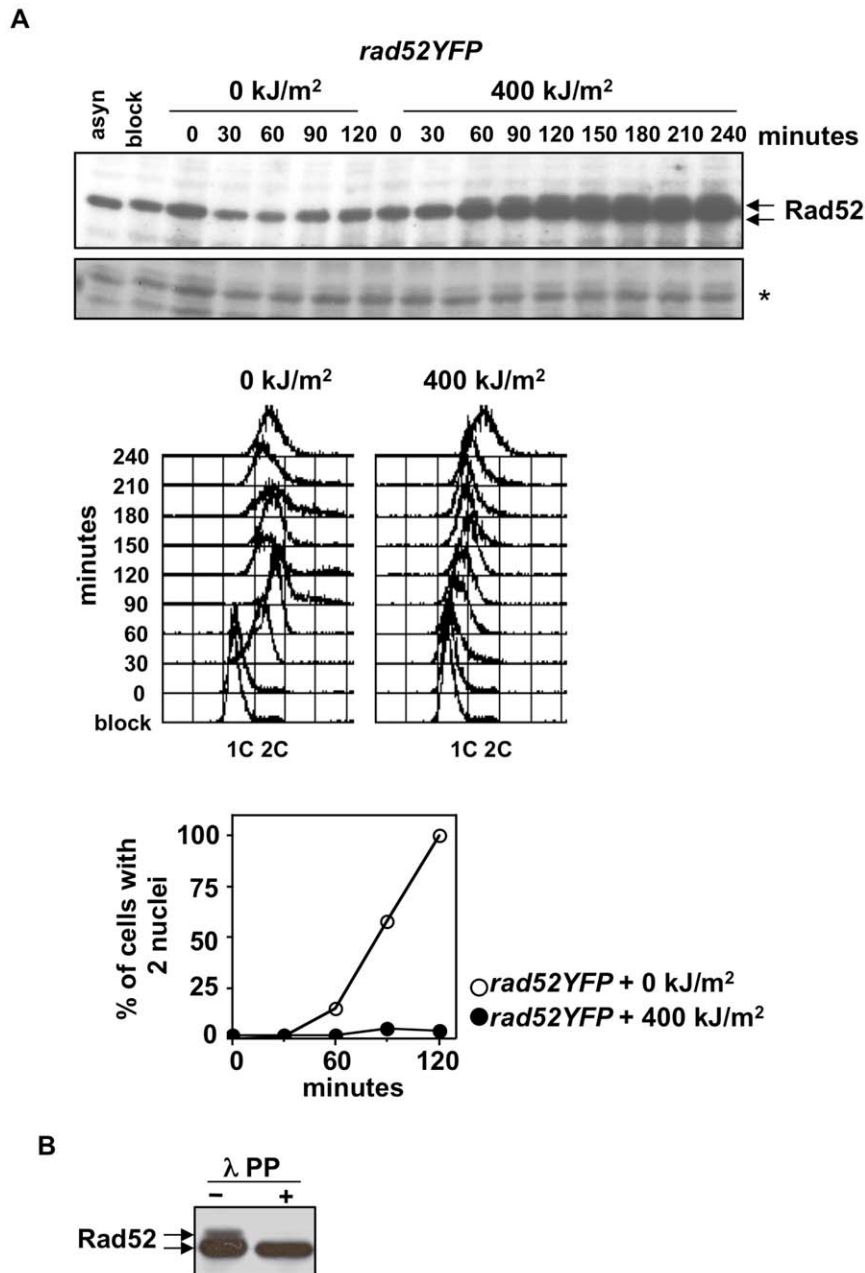 A
rad52YFP
0 kJ/m² 400 kJ/m²
asyn block 0 30 60 90 120 0 30 60 90 120 150 180 210 240 minutes
Rad52
*
0 kJ/m² 400 kJ/m²
240
210
180
150
120
90
60
30
0
block
minutes
1C 2C 1C 2C
100
75
50
25
0
% of cells with
2 nuclei
0 60 120
minutes
rad52YFP + 0 kJ/m²
rad52YFP + 400 kJ/m²
B
λ PP
− +
Rad52